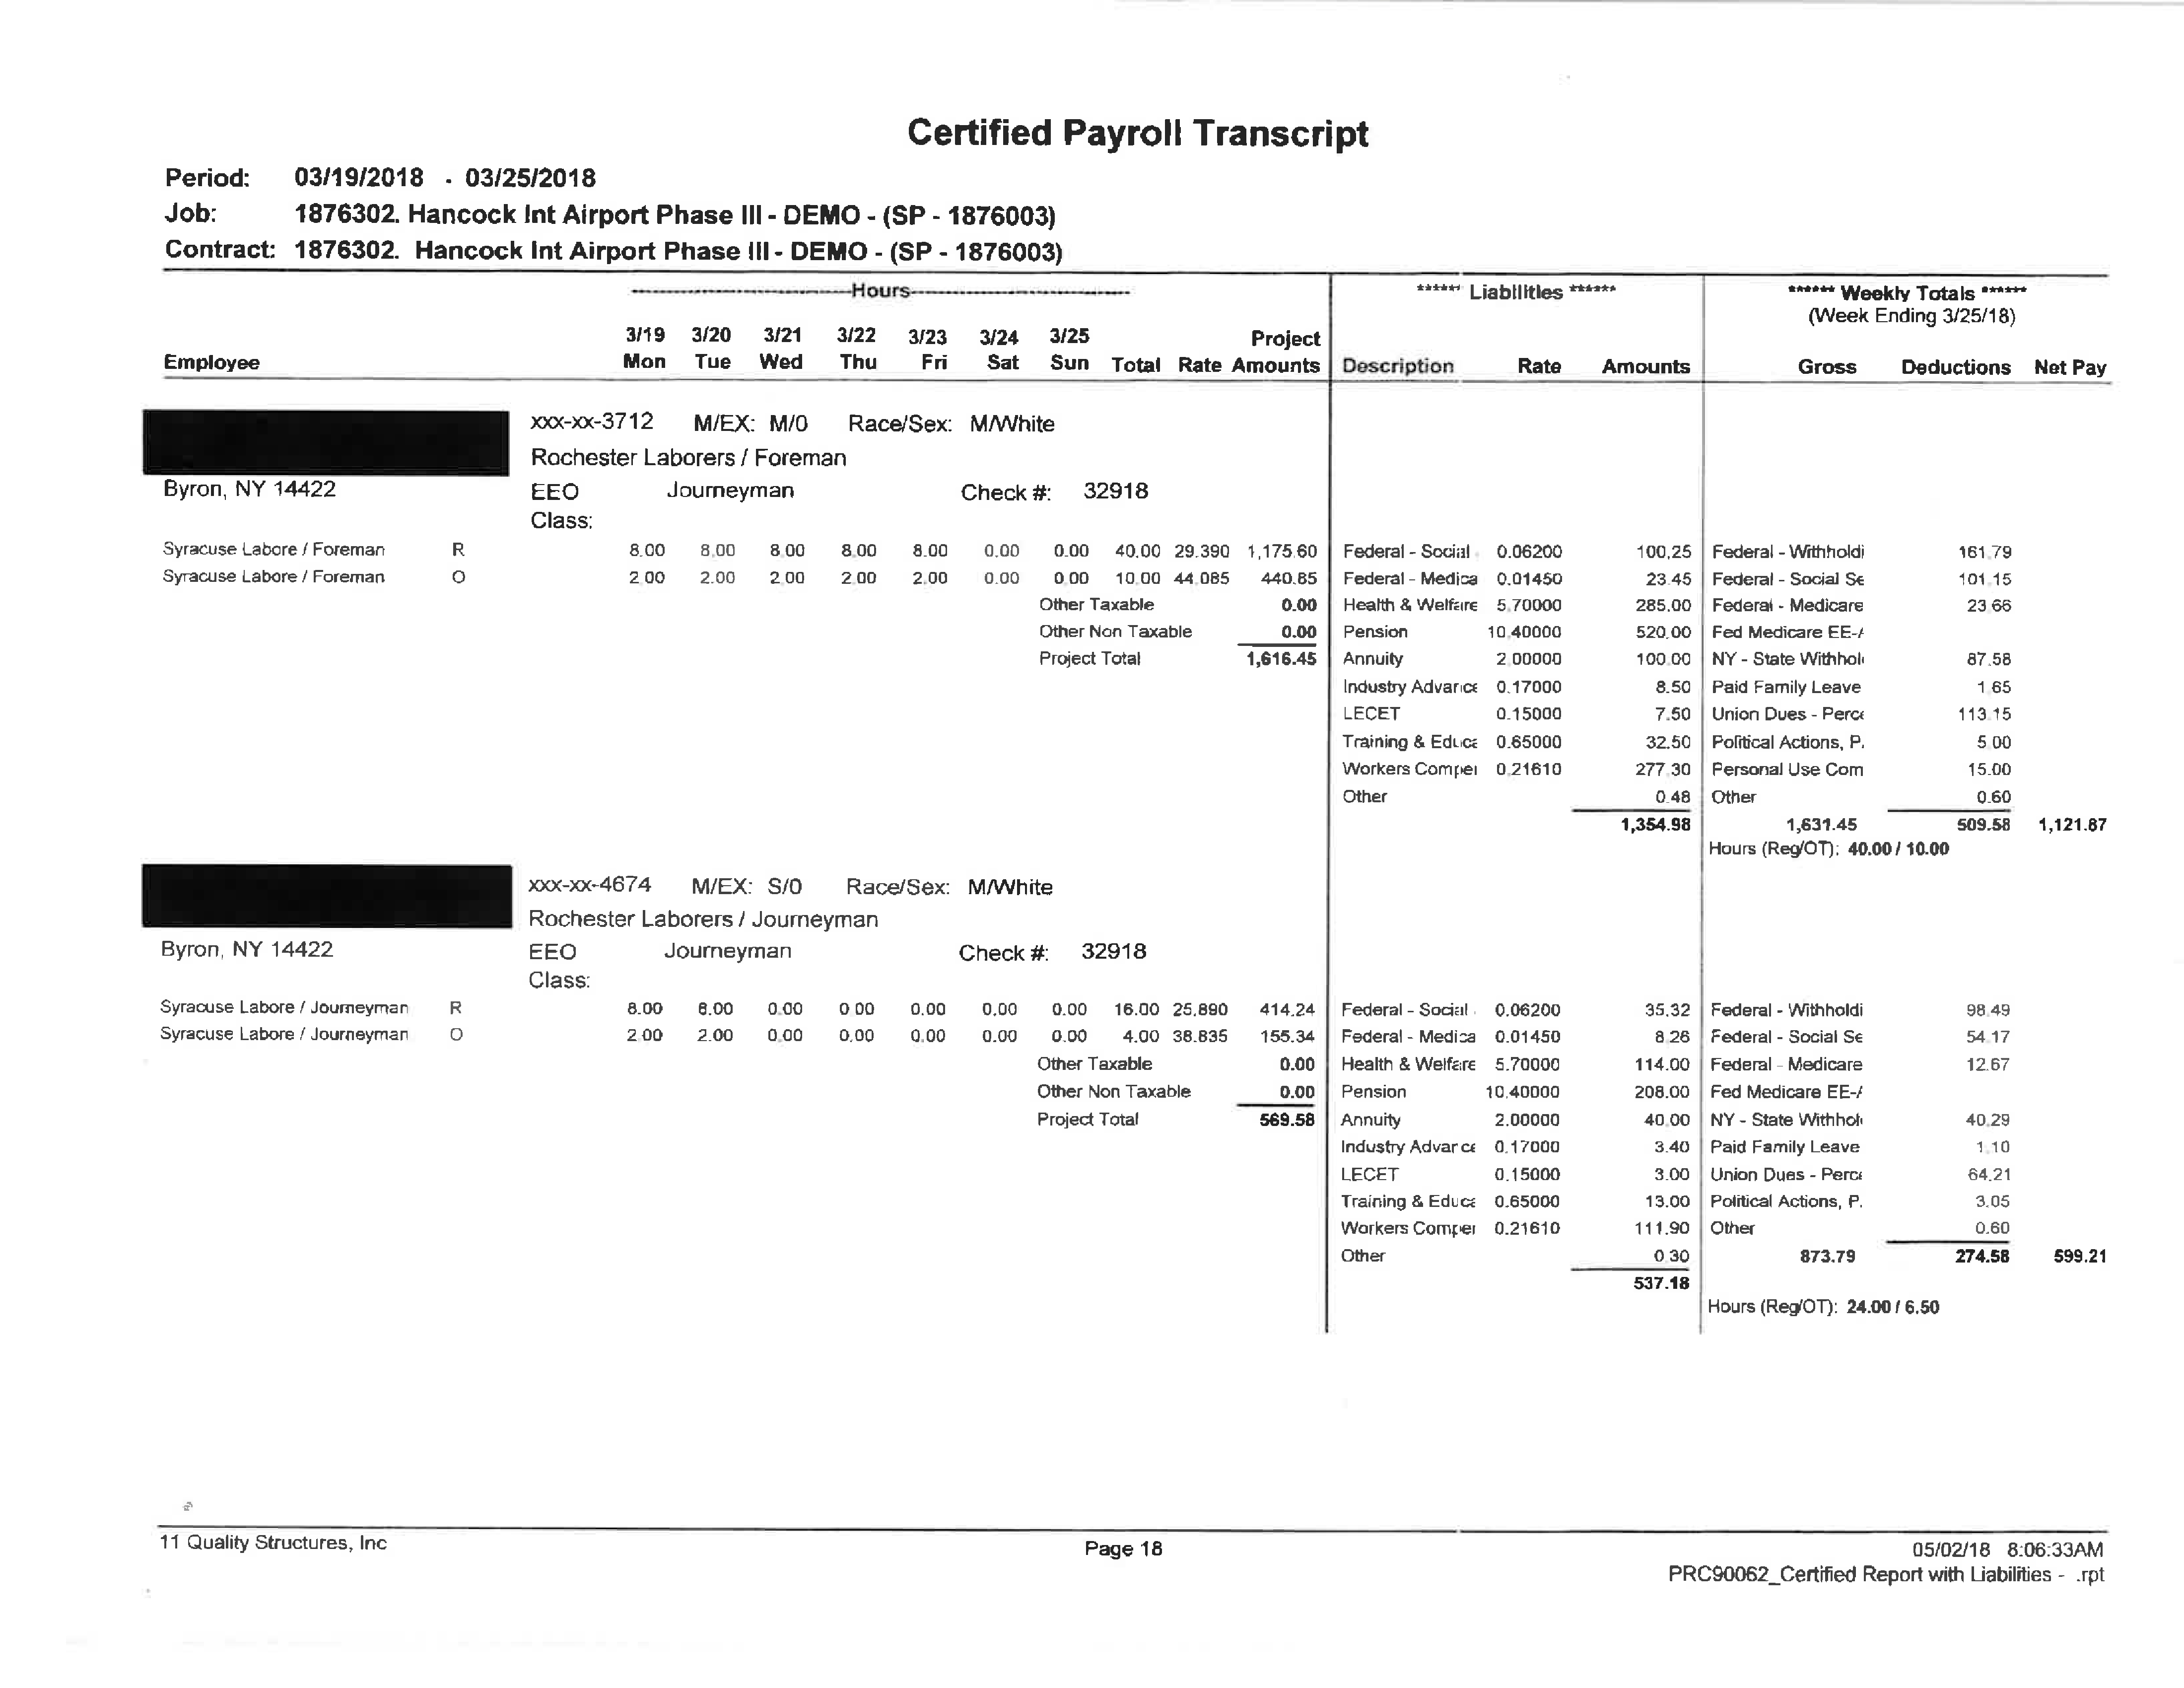 Certified Payroll Transcript
Period: 03/19/2018 - 03/25/2018
Job: 1876302. Hancock Int Airport Phase III - DEMO - (SP - 1876003)
Contract: 1876302. Hancock Int Airport Phase III - DEMO - (SP - 1876003)
Hours ****** Liabilities ****** ****** Weekly Totals ******
(Week Ending 3/25/18)
3/19 3/20 3/21 3/22 3/23 3/24 3/25 Project
Employee Mon Tue Wed Thu Fri Sat Sun Total Rate Amounts Description Rate Amounts Gross Deductions Net Pay
xxx-xx-3712 M/EX: M/0 Race/Sex: M/White
Rochester Laborers / Foreman
Byron, NY 14422 EEO Journeyman Check #: 32918
Class:
Syracuse Labore / Foreman R 8.00 8.00 8.00 8.00 8.00 0.00 0.00 40.00 29.390 1,175.60 Federal - Social 0.06200 100.25 Federal - Withholdi 161.79
Syracuse Labore / Foreman O 2.00 2.00 2.00 2.00 2.00 0.00 0.00 10.00 44.085 440.85 Federal - Medica 0.01450 23.45 Federal - Social Se 101.15
Other Taxable 0.00 Health & Welfare 5.70000 285.00 Federal - Medicare 23.66
Other Non Taxable 0.00 Pension 10.40000 520.00 Fed Medicare EE-/
Project Total 1,616.45 Annuity 2.00000 100.00 NY - State Withhol 87.58
Industry Advance 0.17000 8.50 Paid Family Leave 1.65
LECET 0.15000 7.50 Union Dues - Perce 113.15
Training & Educa 0.65000 32.50 Political Actions, P. 5.00
Workers Compe 0.21610 277.30 Personal Use Com 15.00
Other 0.48 Other 0.60
1,354.98 1,631.45 509.58 1,121.87
Hours (Reg/OT): 40.00 / 10.00
xxx-xx-4674 M/EX: S/0 Race/Sex: M/White
Rochester Laborers / Journeyman
Byron, NY 14422 EEO Journeyman Check #: 32918
Class:
Syracuse Labore / Journeyman R 8.00 8.00 0.00 0.00 0.00 0.00 0.00 16.00 25.890 414.24 Federal - Social 0.06200 35.32 Federal - Withholdi 98.49
Syracuse Labore / Journeyman O 2.00 2.00 0.00 0.00 0.00 0.00 0.00 4.00 38.835 155.34 Federal - Medica 0.01450 8.26 Federal - Social Se 54.17
Other Taxable 0.00 Health & Welfare 5.70000 114.00 Federal - Medicare 12.67
Other Non Taxable 0.00 Pension 10.40000 208.00 Fed Medicare EE-/
Project Total 569.58 Annuity 2.00000 40.00 NY - State Withhol 40.29
Industry Advance 0.17000 3.40 Paid Family Leave 1.10
LECET 0.15000 3.00 Union Dues - Perce 64.21
Training & Educa 0.65000 13.00 Political Actions, P. 3.05
Workers Compe 0.21610 111.90 Other 0.60
Other 0.30 873.79 274.58 599.21
537.18
Hours (Reg/OT): 24.00 / 6.50
11 Quality Structures, Inc Page 18 05/02/18 8:06:33AM
PRC90062_Certified Report with Liabilities - .rpt